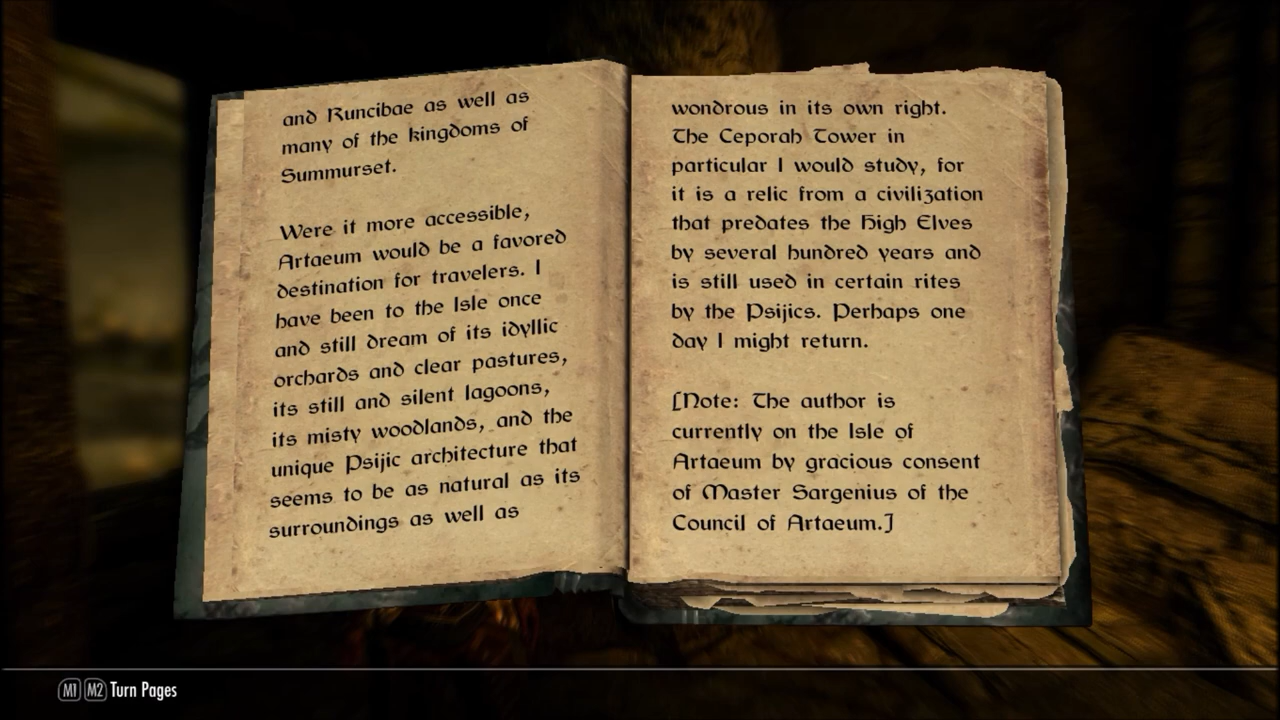 and Runcibae as well as
many of the kingdoms of
Summurset.
Were it more accessible,
Artaeum would be a favored
destination for travelers. I
have been to the Isle once
and still dream of its idyllic
orchards and clear pastures,
its still and silent lagoons,
its misty woodlands, and the
unique Psijic architecture that
seems to be as natural as its
surroundings as well as
wondrous in its own right.
The Ceporah Tower in
particular I would study, for
it is a relic from a civilization
that predates the High Elves
by several hundred years and
is still used in certain rites
by the Psijics. Perhaps one
day I might return.
[Note: The author is
currently on the Isle of
Artaeum by gracious consent
of Master Sargenius of the
Council of Artaeum.]
M1 M2 Turn Pages